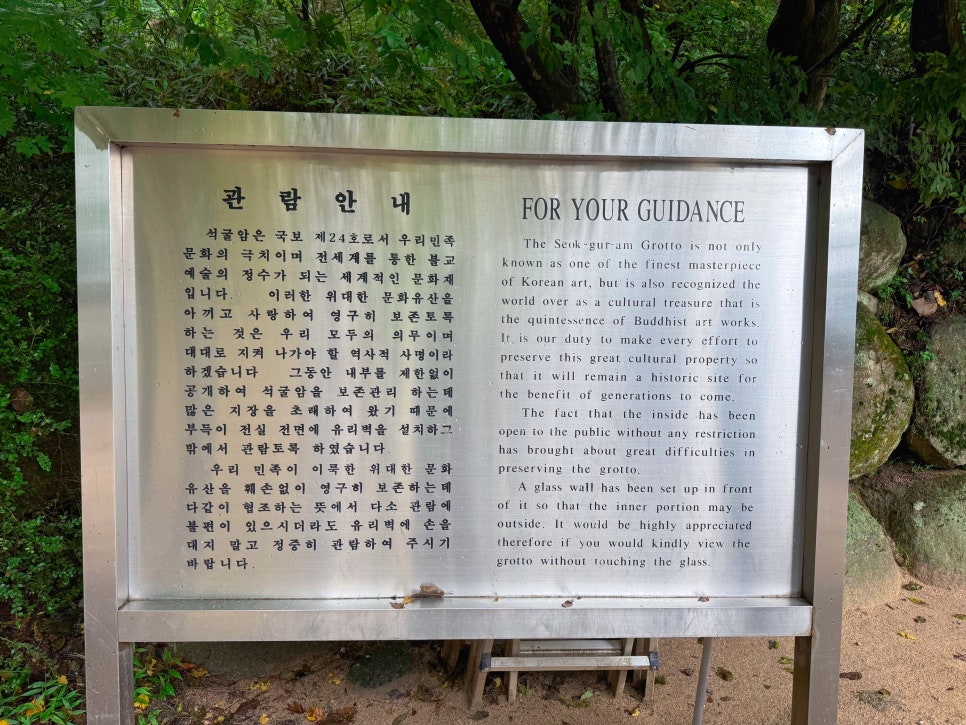 관 람 안 내
석굴암은 국보 제24호로서 우리민족
문화의 극치이며 전세계를 통한 불교
예술의 정수가 되는 세계적인 문화재
입니다. 이러한 위대한 문화유산을
아끼고 사랑하여 영구히 보존토록
하는 것은 우리 모두의 의무이며
대대로 지켜 나가야 할 역사적 사명이라
하겠습니다 그동안 내부를 제한없이
공개하여 석굴암을 보존관리 하는데
많은 지장을 초래하여 왔기 때문에
부득이 전실 전면에 유리벽을 설치하고
밖에서 관람토록 하였습니다.
우리 민족이 이룩한 위대한 문화
유산을 훼손없이 영구히 보존하는데
다같이 협조하는 뜻에서 다소 관람에
불편이 있으시더라도 유리벽에 손을
대지 말고 정중히 관람하여 주시기
바랍니다.
FOR YOUR GUIDANCE
The Seok-gur-am Grotto is not only
known as one of the finest masterpiece
of Korean art, but is also recognized the
world over as a cultural treasure that is
the quintessence of Buddhist art works.
It is our duty to make every effort to
preserve this great cultural property so
that it will remain a historic site for
the benefit of generations to come.
The fact that the inside has been
open to the public without any restriction
has brought about great difficulties in
preserving the grotto.
A glass wall has been set up in front
of it so that the inner portion may be
outside. It would be highly appreciated
therefore if you would kindly view the
grotto without touching the glass.